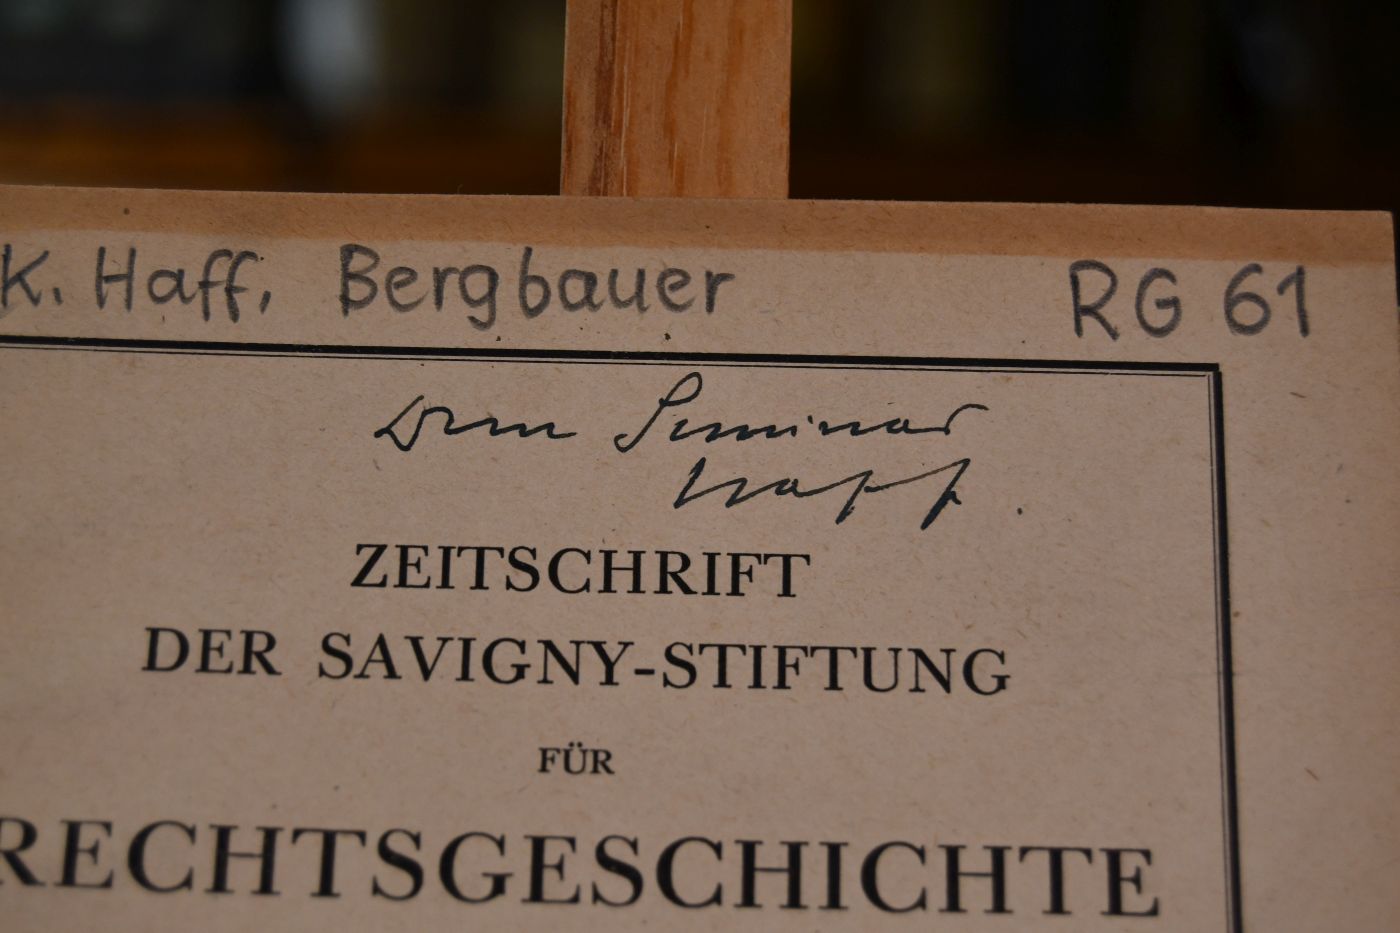 K. Haff, Bergbauer RG 61
Dem Seminar
Haff.
ZEITSCHRIFT
DER SAVIGNY-STIFTUNG
FÜR
RECHTSGESCHICHTE